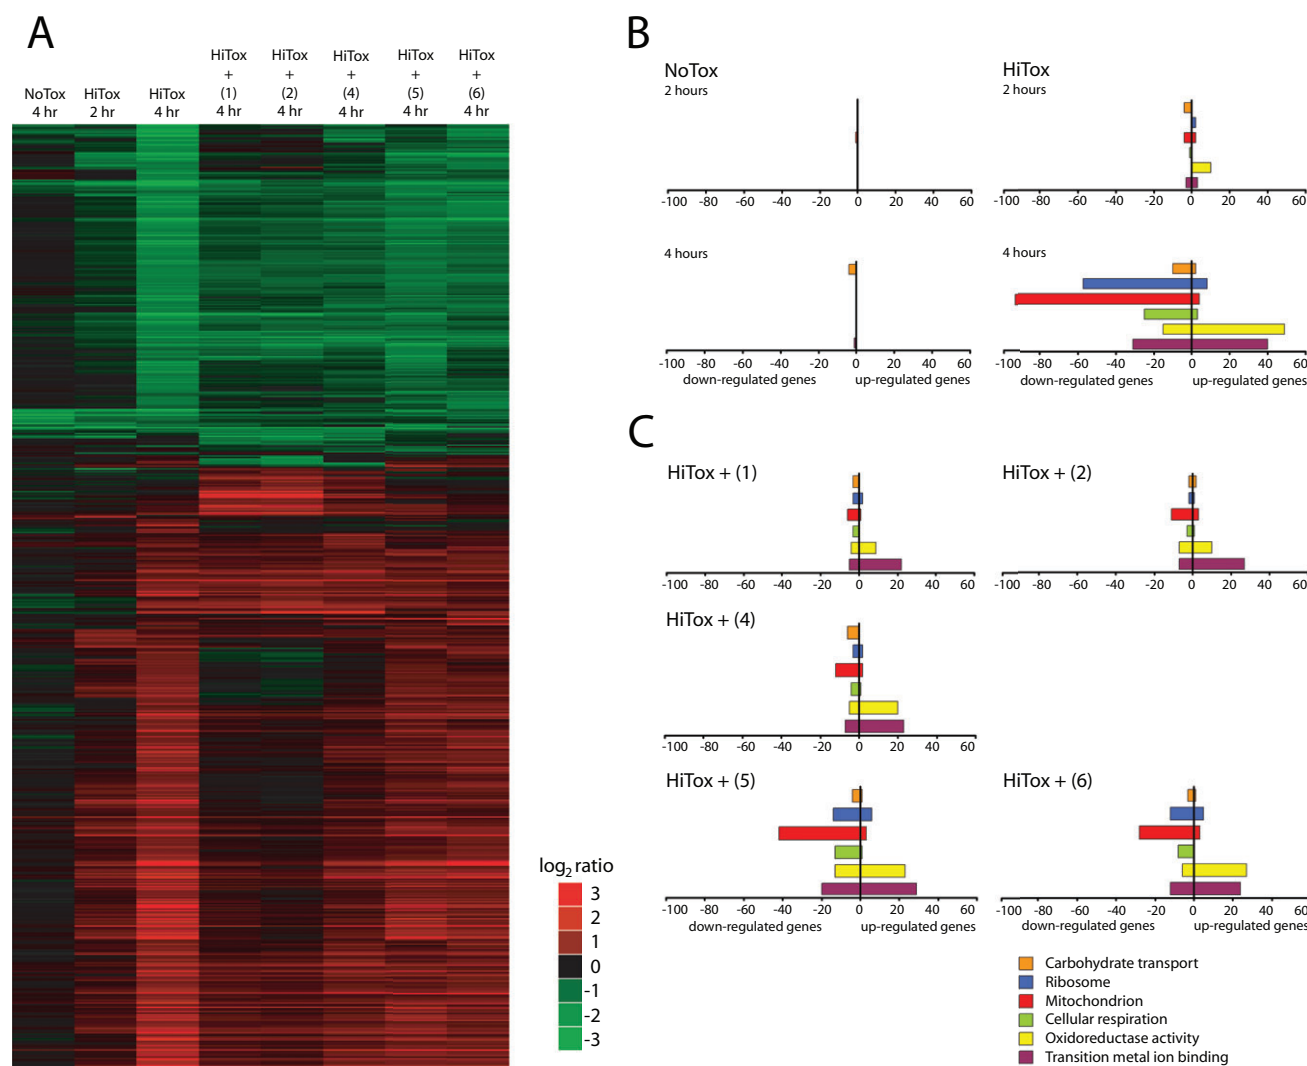 A
NoTox
4 hr
HiTox
2 hr
HiTox
4 hr
HiTox
+
(1)
4 hr
HiTox
+
(2)
4 hr
HiTox
+
(4)
4 hr
HiTox
+
(5)
4 hr
HiTox
+
(6)
4 hr
log2 ratio
3
2
1
0
-1
-2
-3
B
NoTox
2 hours
-100 -80 -60 -40 -20 0 20 40 60
HiTox
2 hours
-100 -80 -60 -40 -20 0 20 40 60
4 hours
-100 -80 -60 -40 -20 0 20 40 60
down-regulated genes up-regulated genes
4 hours
-100 -80 -60 -40 -20 0 20 40 60
down-regulated genes up-regulated genes
C
HiTox + (1)
-100 -80 -60 -40 -20 0 20 40 60
HiTox + (2)
-100 -80 -60 -40 -20 0 20 40 60
HiTox + (4)
-100 -80 -60 -40 -20 0 20 40 60
HiTox + (5)
-100 -80 -60 -40 -20 0 20 40 60
down-regulated genes up-regulated genes
HiTox + (6)
-100 -80 -60 -40 -20 0 20 40 60
down-regulated genes up-regulated genes
Carbohydrate transport
Ribosome
Mitochondrion
Cellular respiration
Oxidoreductase activity
Transition metal ion binding